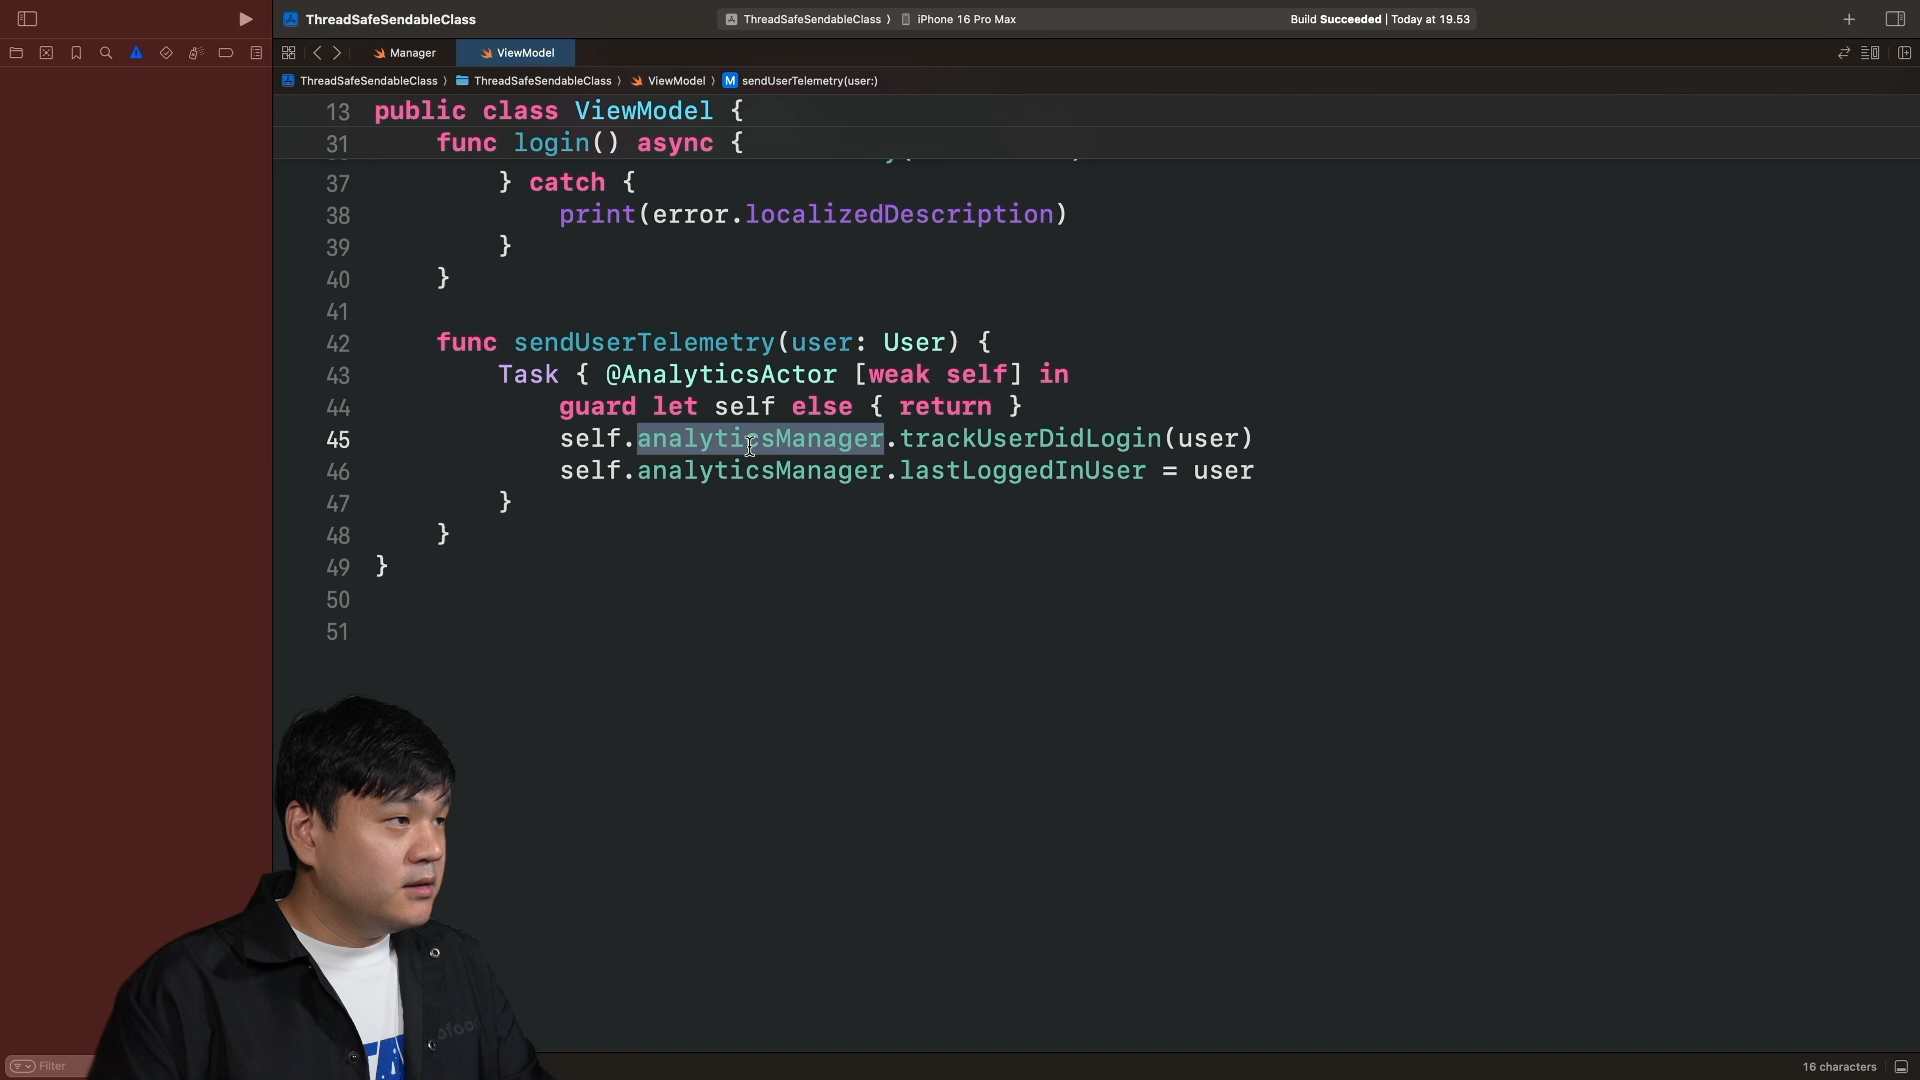 ThreadSafeSendableClass
ThreadSafeSendableClass 〉 iPhone 16 Pro Max
Build Succeeded | Today at 19.53
Manager
ViewModel
ThreadSafeSendableClass 〉 ThreadSafeSendableClass 〉 ViewModel 〉 M sendUserTelemetry(user:)
13 public class ViewModel {
31 func login() async {
37 } catch {
38 print(error.localizedDescription)
39 }
40 }
41
42 func sendUserTelemetry(user: User) {
43 Task { @AnalyticsActor [weak self] in
44 guard let self else { return }
45 self.analyticsManager.trackUserDidLogin(user)
46 self.analyticsManager.lastLoggedInUser = user
47 }
48 }
49 }
50
51
Filter
16 characters